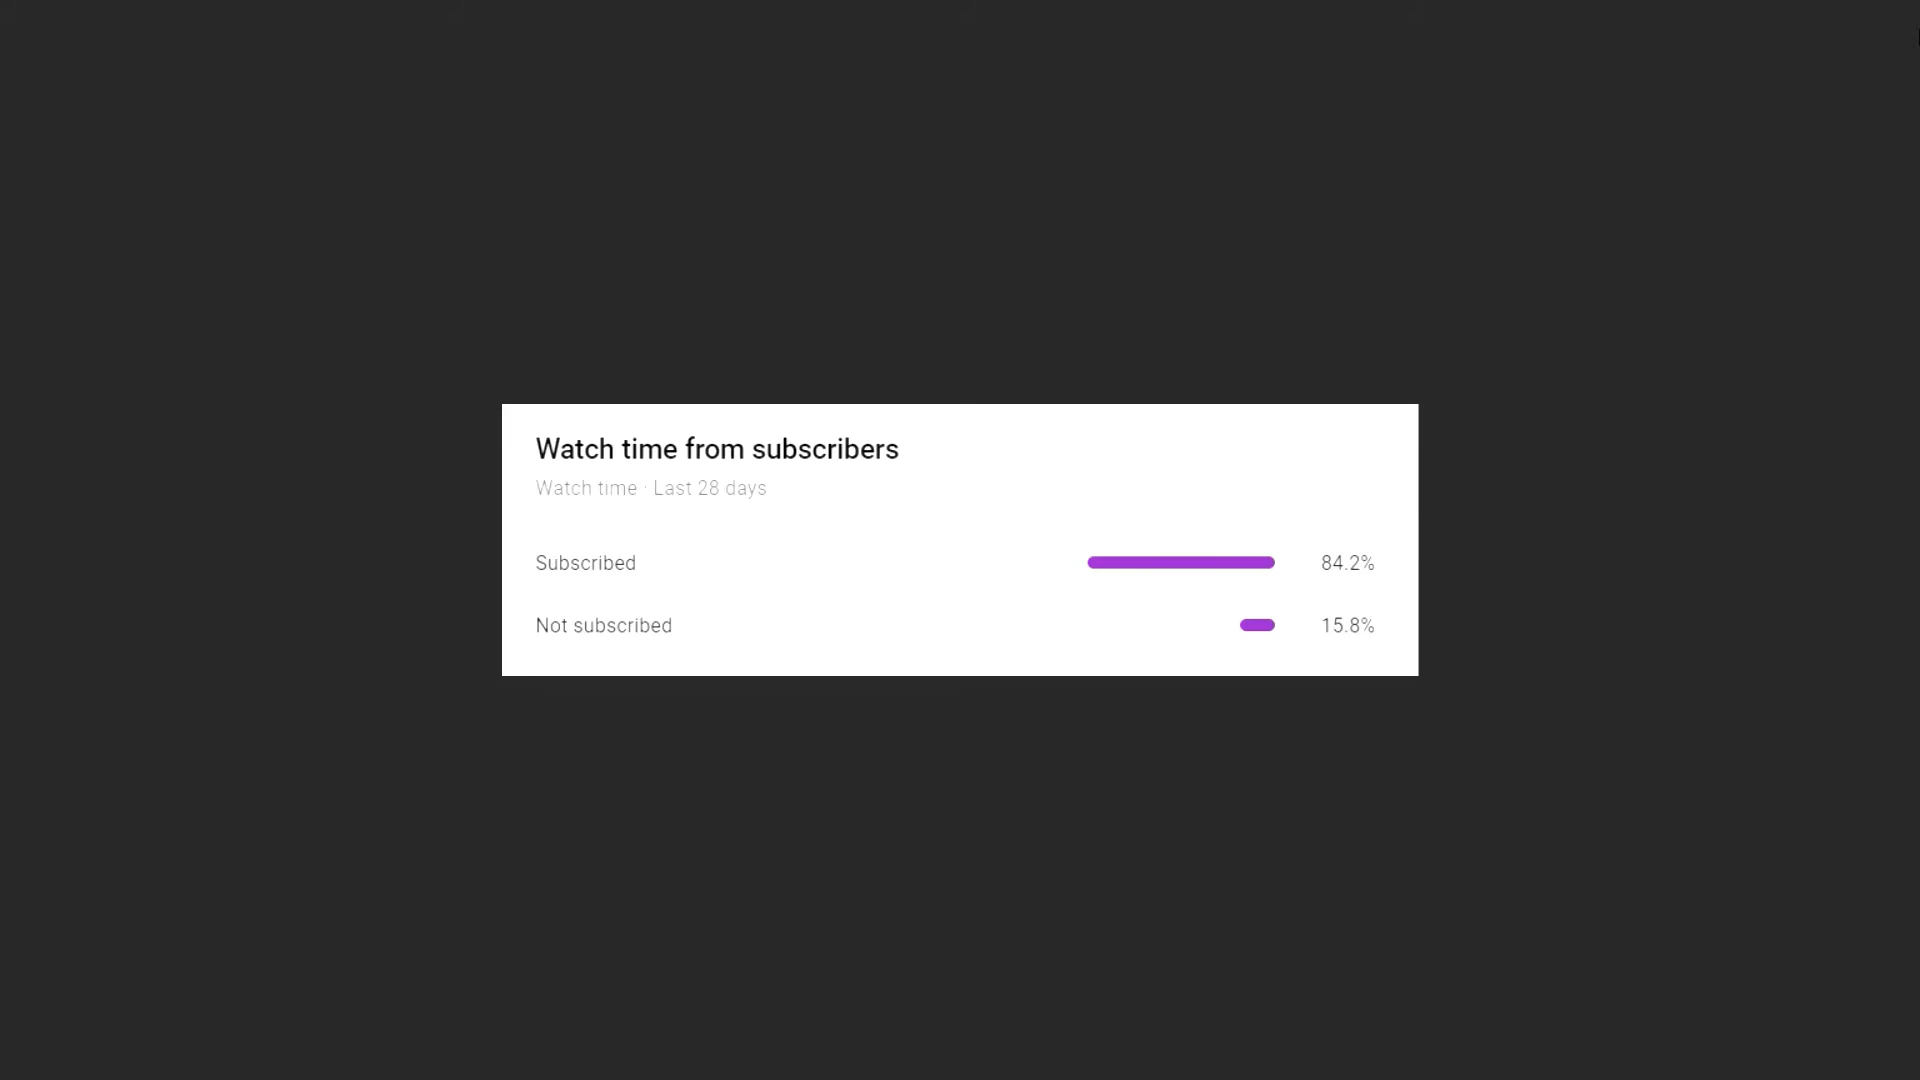 Watch time from subscribers
Watch time · Last 28 days
Subscribed 84.2%
Not subscribed 15.8%